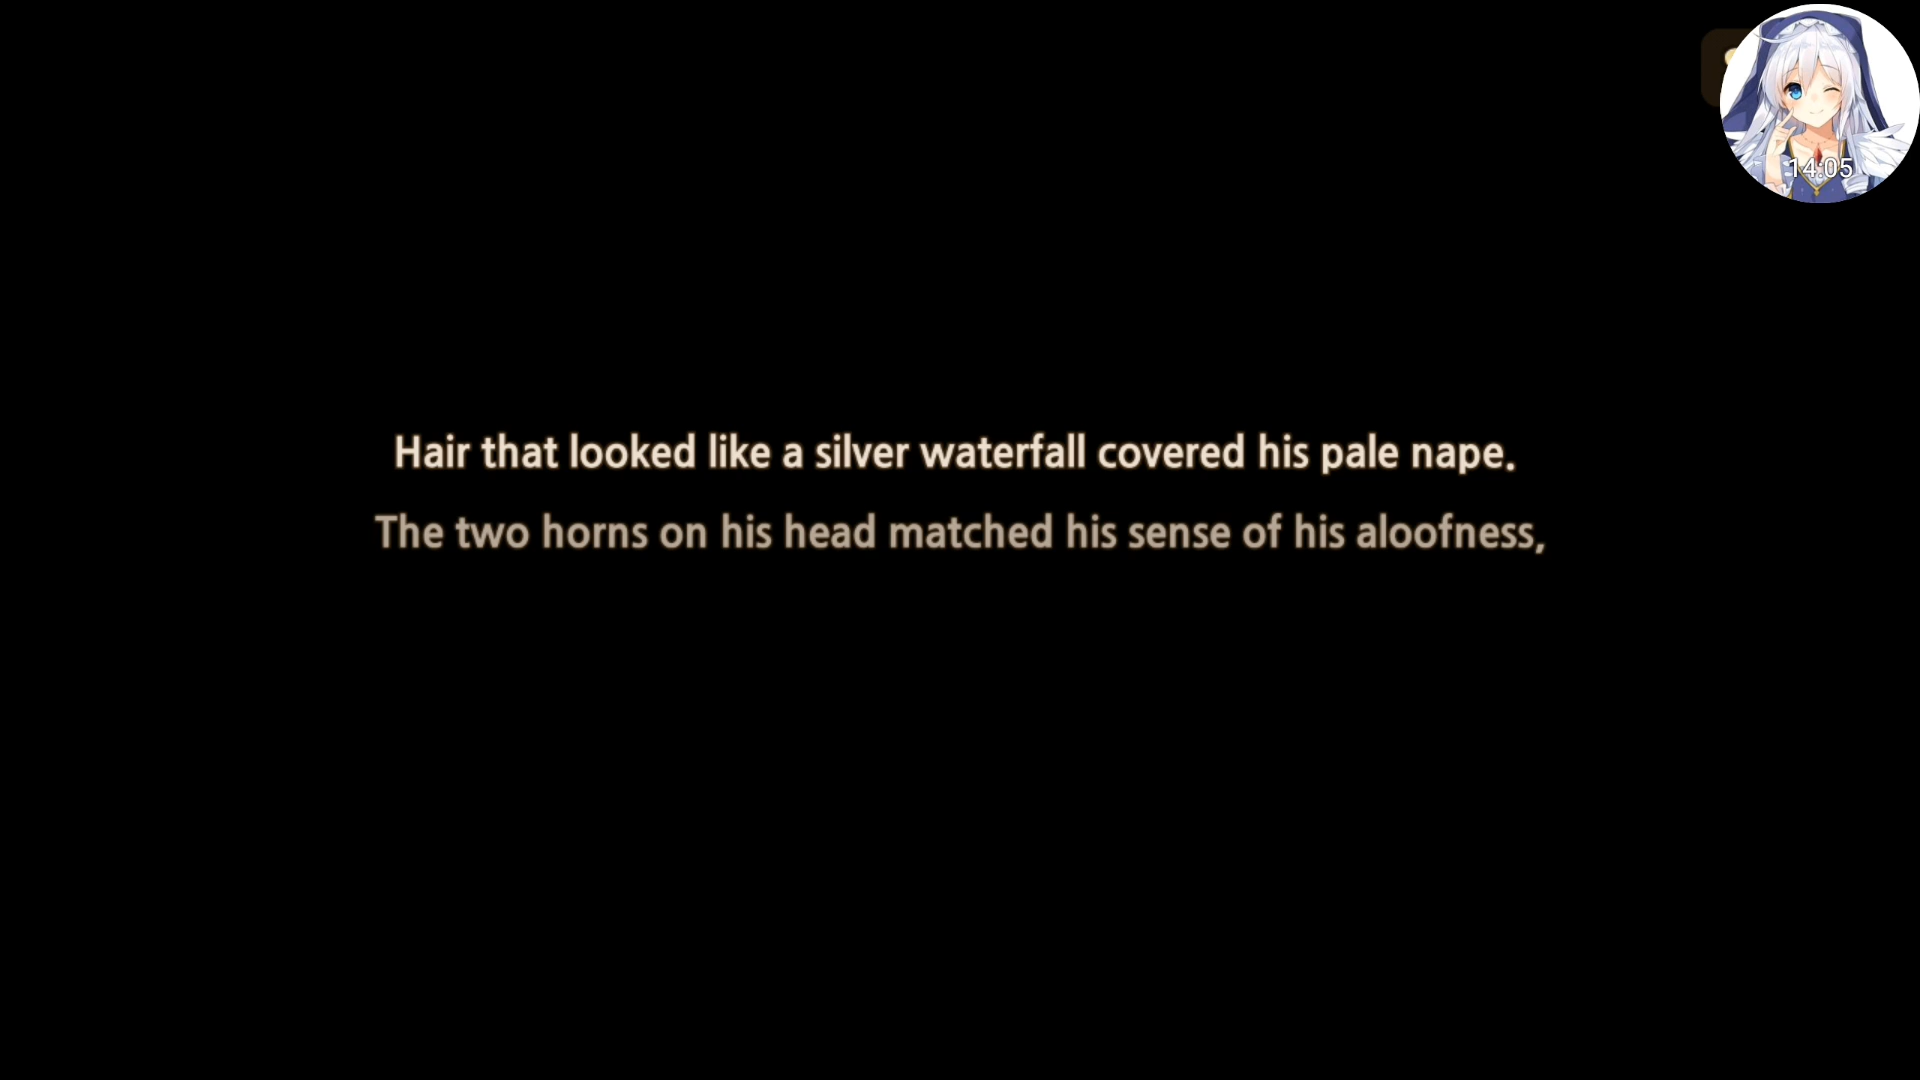 14:05
Hair that looked like a silver waterfall covered his pale nape.
The two horns on his head matched his sense of his aloofness,